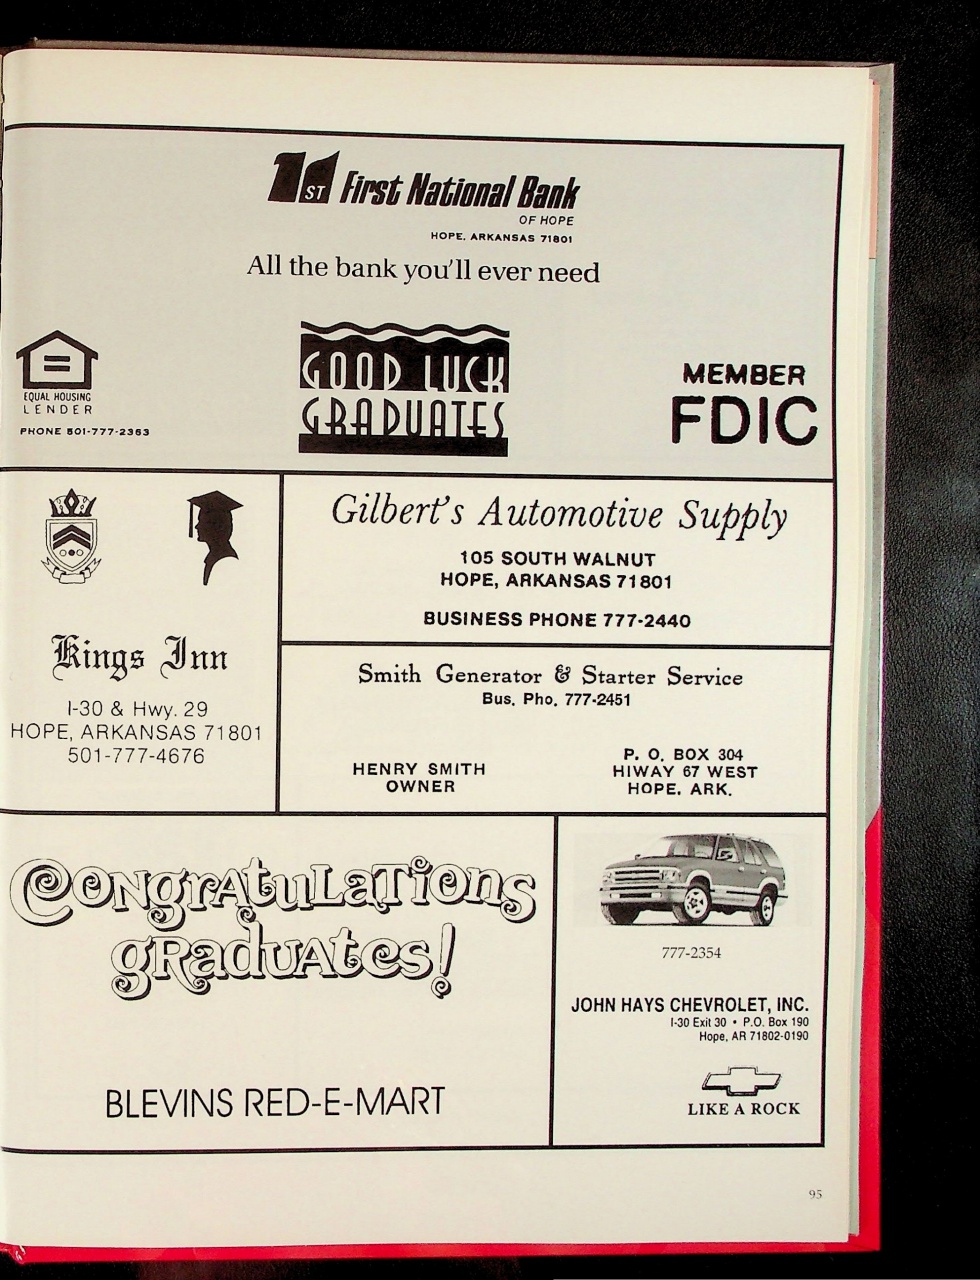 1ST First National Bank
OF HOPE
HOPE, ARKANSAS 71801
All the bank you'll ever need
EQUAL HOUSING
LENDER
PHONE 501-777-2363
GOOD LUCK
GRADUATES
MEMBER
FDIC
Kings Inn
I-30 & Hwy. 29
HOPE, ARKANSAS 71801
501-777-4676
Gilbert's Automotive Supply
105 SOUTH WALNUT
HOPE, ARKANSAS 71801
BUSINESS PHONE 777-2440
Smith Generator & Starter Service
Bus. Pho. 777-2451
HENRY SMITH
OWNER
P. O. BOX 304
HIWAY 67 WEST
HOPE. ARK.
Congratulations
graduates!
BLEVINS RED-E-MART
777-2354
JOHN HAYS CHEVROLET, INC.
I-30 Exit 30 • P.O. Box 190
Hope, AR 71802-0190
LIKE A ROCK
95